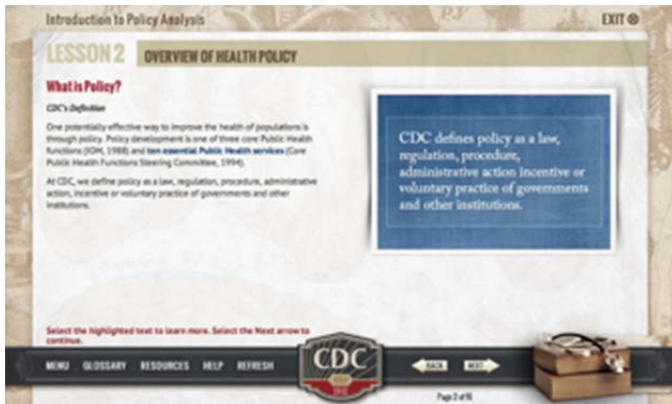 Introduction to Policy Analysis
EXIT
LESSON 2
OVERVIEW OF HEALTH POLICY
What is Policy?
CDC's Definition
One potentially effective way to improve the health of populations is
through policy. Policy development is one of three core Public Health
functions (IOM, 1988) and ten essential Public Health services (Core
Public Health Functions Steering Committee, 1994).
At CDC, we define policy as a law, regulation, procedure, administrative
action, incentive or voluntary practice of governments and other
institutions.
CDC defines policy as a law,
regulation, procedure,
administrative action incentive or
voluntary practice of governments
and other institutions.
Select the highlighted text to learn more. Select the Next arrow to
continue.
MENU GLOSSARY RESOURCES HELP REFRESH
CDC
BACK NEXT
Page 2 of 16